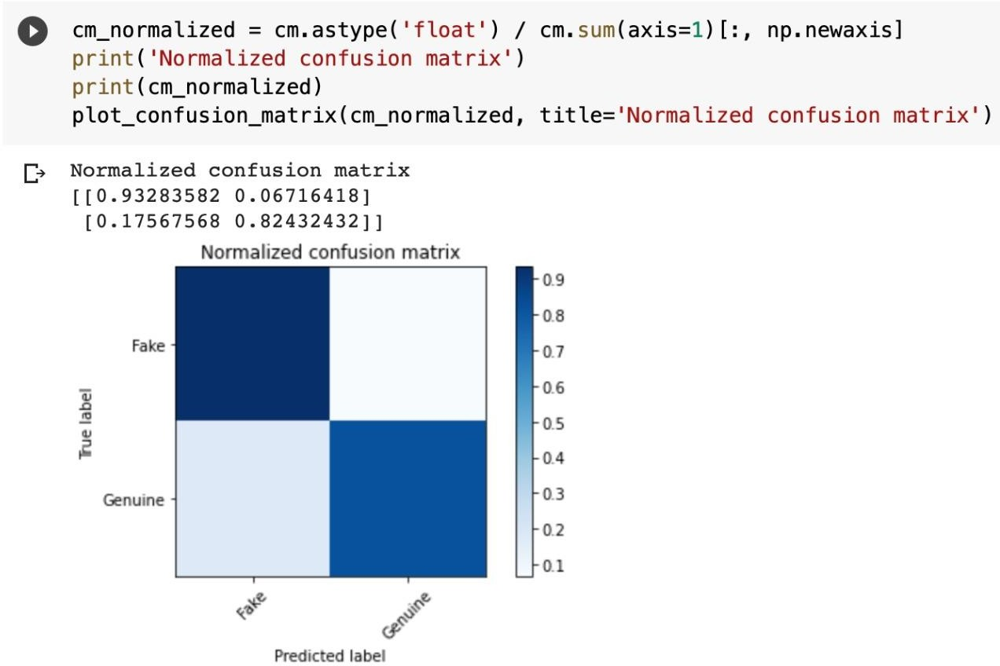 cm_normalized = cm.astype('float') / cm.sum(axis=1)[:, np.newaxis]
print('Normalized confusion matrix')
print(cm_normalized)
plot_confusion_matrix(cm_normalized, title='Normalized confusion matrix')
Normalized confusion matrix
[[0.93283582 0.06716418]
 [0.17567568 0.82432432]]
Normalized confusion matrix
0.9
0.8
0.7
0.6
0.5
0.4
0.3
0.2
0.1
True label
Fake
Genuine
Fake
Genuine
Predicted label